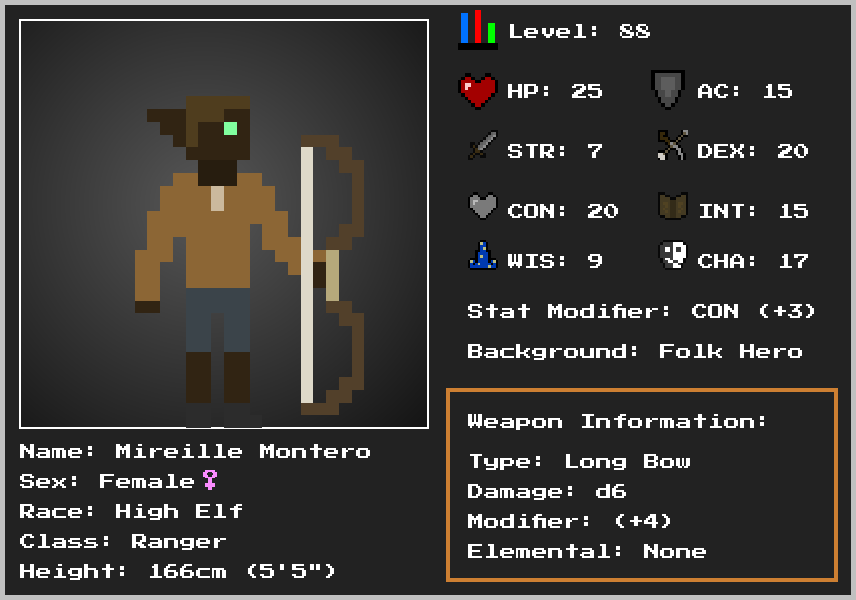 Level: 88
HP: 25
AC: 15
STR: 7
DEX: 20
CON: 20
INT: 15
WIS: 9
CHA: 17
Stat Modifier: CON (+3)
Background: Folk Hero
Weapon Information:
Type: Long Bow
Damage: d6
Modifier: (+4)
Elemental: None
Name: Mireille Montero
Sex: Female♀
Race: High Elf
Class: Ranger
Height: 166cm (5'5")